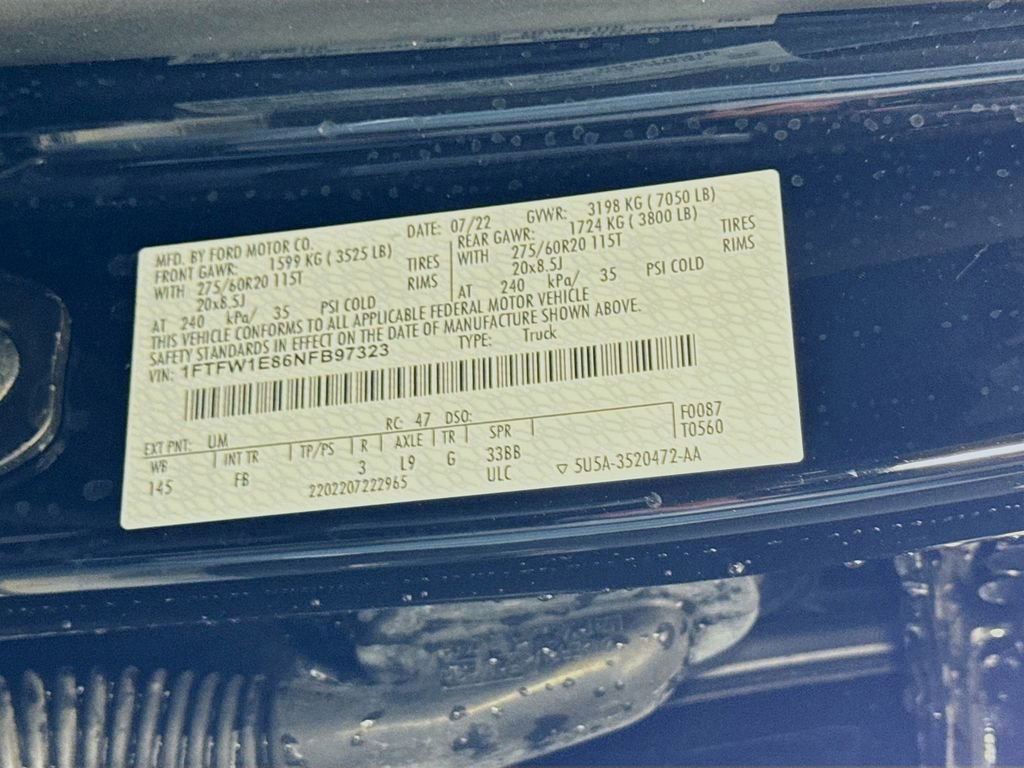 MFD. BY FORD MOTOR CO. DATE: 07/22 GVWR: 3198 KG ( 7050 LB)
FRONT GAWR: 1599 KG ( 3525 LB) REAR GAWR: 1724 KG ( 3800 LB)
WITH 275/60R20 115T TIRES WITH 275/60R20 115T TIRES
20x8.5J RIMS 20x8.5J RIMS
AT 240 kPa/ 35 PSI COLD AT 240 kPa/ 35 PSI COLD
THIS VEHICLE CONFORMS TO ALL APPLICABLE FEDERAL MOTOR VEHICLE
SAFETY STANDARDS IN EFFECT ON THE DATE OF MANUFACTURE SHOWN ABOVE.
VIN: 1FTFW1E86NFB97323 TYPE: Truck
EXT PNT: UM RC: 47 DSO: F0087
WB INT TR TP/PS R AXLE TR SPR T0560
145 FB 3 L9 G 33BB
2202207222965 ULC ▽ 5U5A-3520472-AA